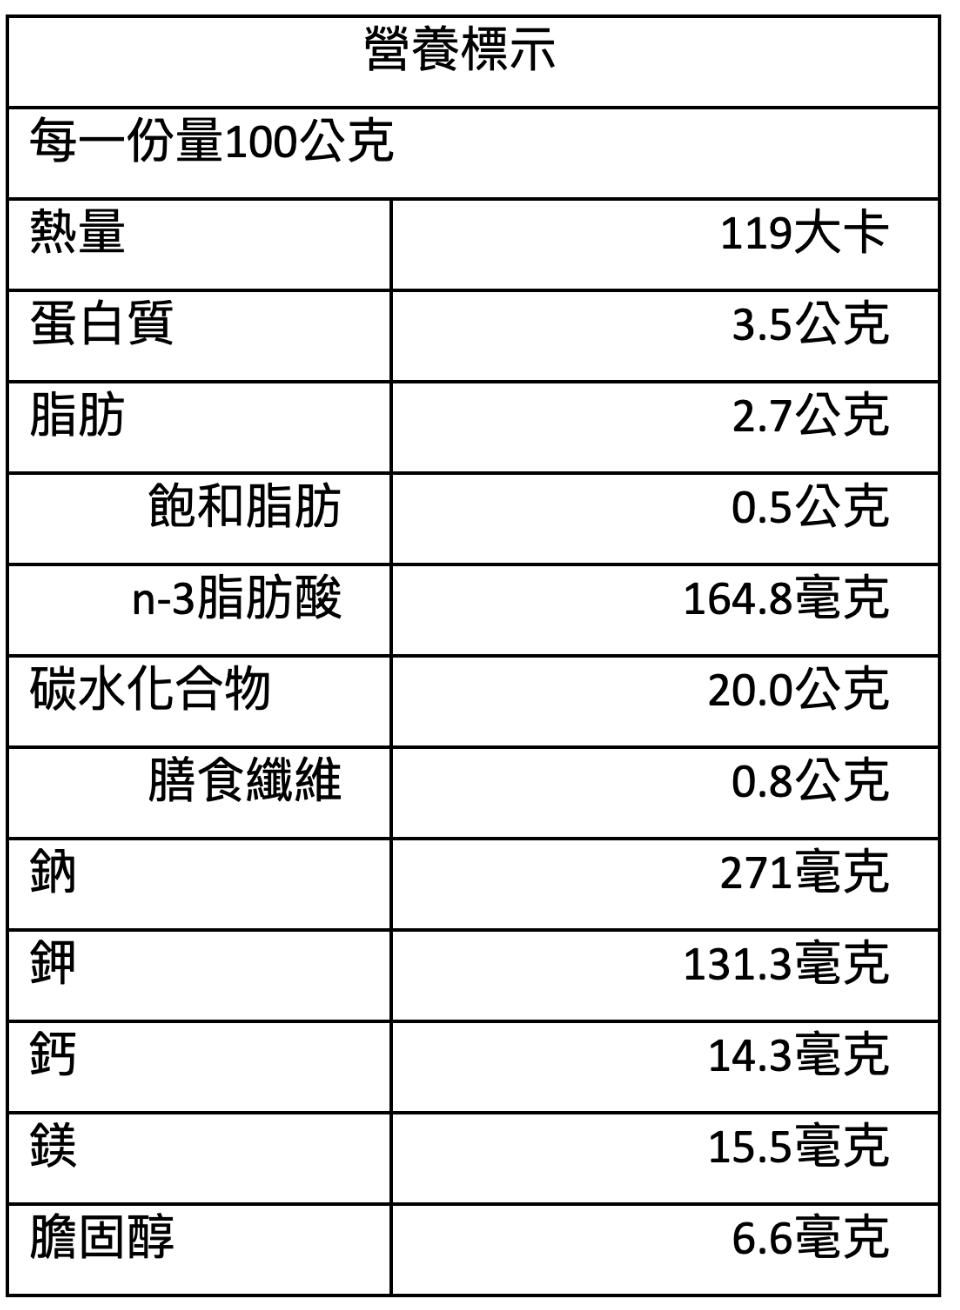 營養標示
每一份量100公克
熱量 119大卡
蛋白質 3.5公克
脂肪 2.7公克
飽和脂肪 0.5公克
n-3脂肪酸 164.8毫克
碳水化合物 20.0公克
膳食纖維 0.8公克
鈉 271毫克
鉀 131.3毫克
鈣 14.3毫克
鎂 15.5毫克
膽固醇 6.6毫克